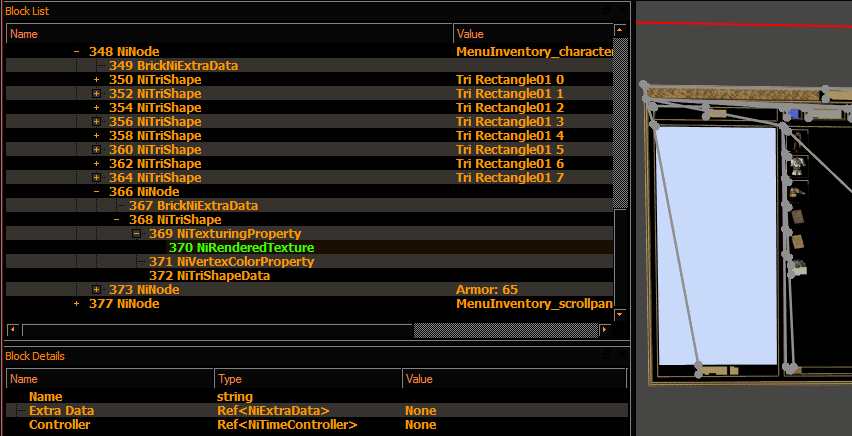 Block List
Name Value
348 NiNode MenuInventory_character
349 BrickNiExtraData
350 NiTriShape Tri Rectangle01 0
352 NiTriShape Tri Rectangle01 1
354 NiTriShape Tri Rectangle01 2
356 NiTriShape Tri Rectangle01 3
358 NiTriShape Tri Rectangle01 4
360 NiTriShape Tri Rectangle01 5
362 NiTriShape Tri Rectangle01 6
364 NiTriShape Tri Rectangle01 7
366 NiNode
367 BrickNiExtraData
368 NiTriShape
369 NiTexturingProperty
370 NiRenderedTexture
371 NiVertexColorProperty
372 NiTriShapeData
373 NiNode Armor: 65
377 NiNode MenuInventory_scrollpan
Block Details
Name Type Value
Name string
Extra Data Ref<NiExtraData> None
Controller Ref<NiTimeController> None